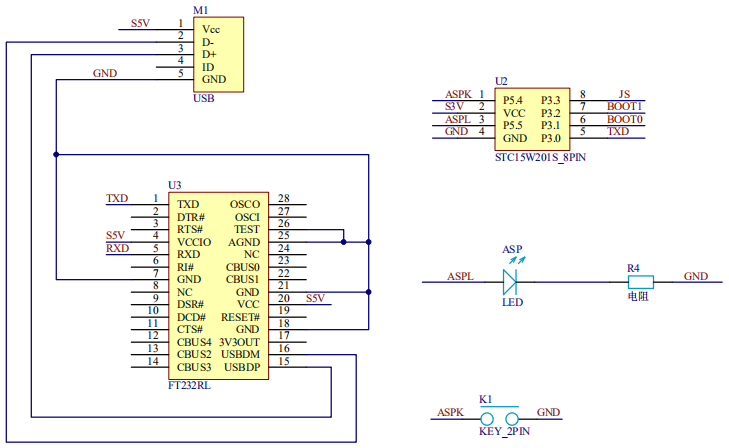 M1
S5V 1 Vcc
2 D-
3 D+
4 ID
GND 5 GND
USB
U2
ASPK 1 P5.4 P3.3 8 JS
S3V 2 VCC P3.2 7 BOOT1
ASPL 3 P5.5 P3.1 6 BOOT0
GND 4 GND P3.0 5 TXD
STC15W201S_8PIN
U3
TXD 1 TXD OSCO 28
2 DTR# OSCI 27
3 RTS# TEST 26
S5V 4 VCCIO AGND 25
RXD 5 RXD NC 24
6 RI# CBUS0 23
7 GND CBUS1 22
8 NC GND 21
9 DSR# VCC 20 S5V
10 DCD# RESET# 19
11 CTS# GND 18
12 CBUS4 3V3OUT 17
13 CBUS2 USBDM 16
14 CBUS3 USBDP 15
FT232RL
ASP
ASPL R4 GND
LED 电阻
K1
ASPK GND
KEY_2PIN